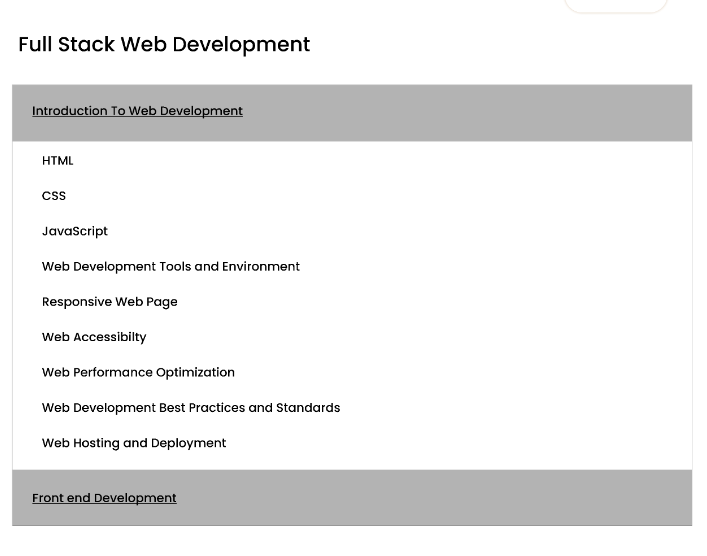 Full Stack Web Development
Introduction To Web Development
HTML
CSS
JavaScript
Web Development Tools and Environment
Responsive Web Page
Web Accessibilty
Web Performance Optimization
Web Development Best Practices and Standards
Web Hosting and Deployment
Front end Development